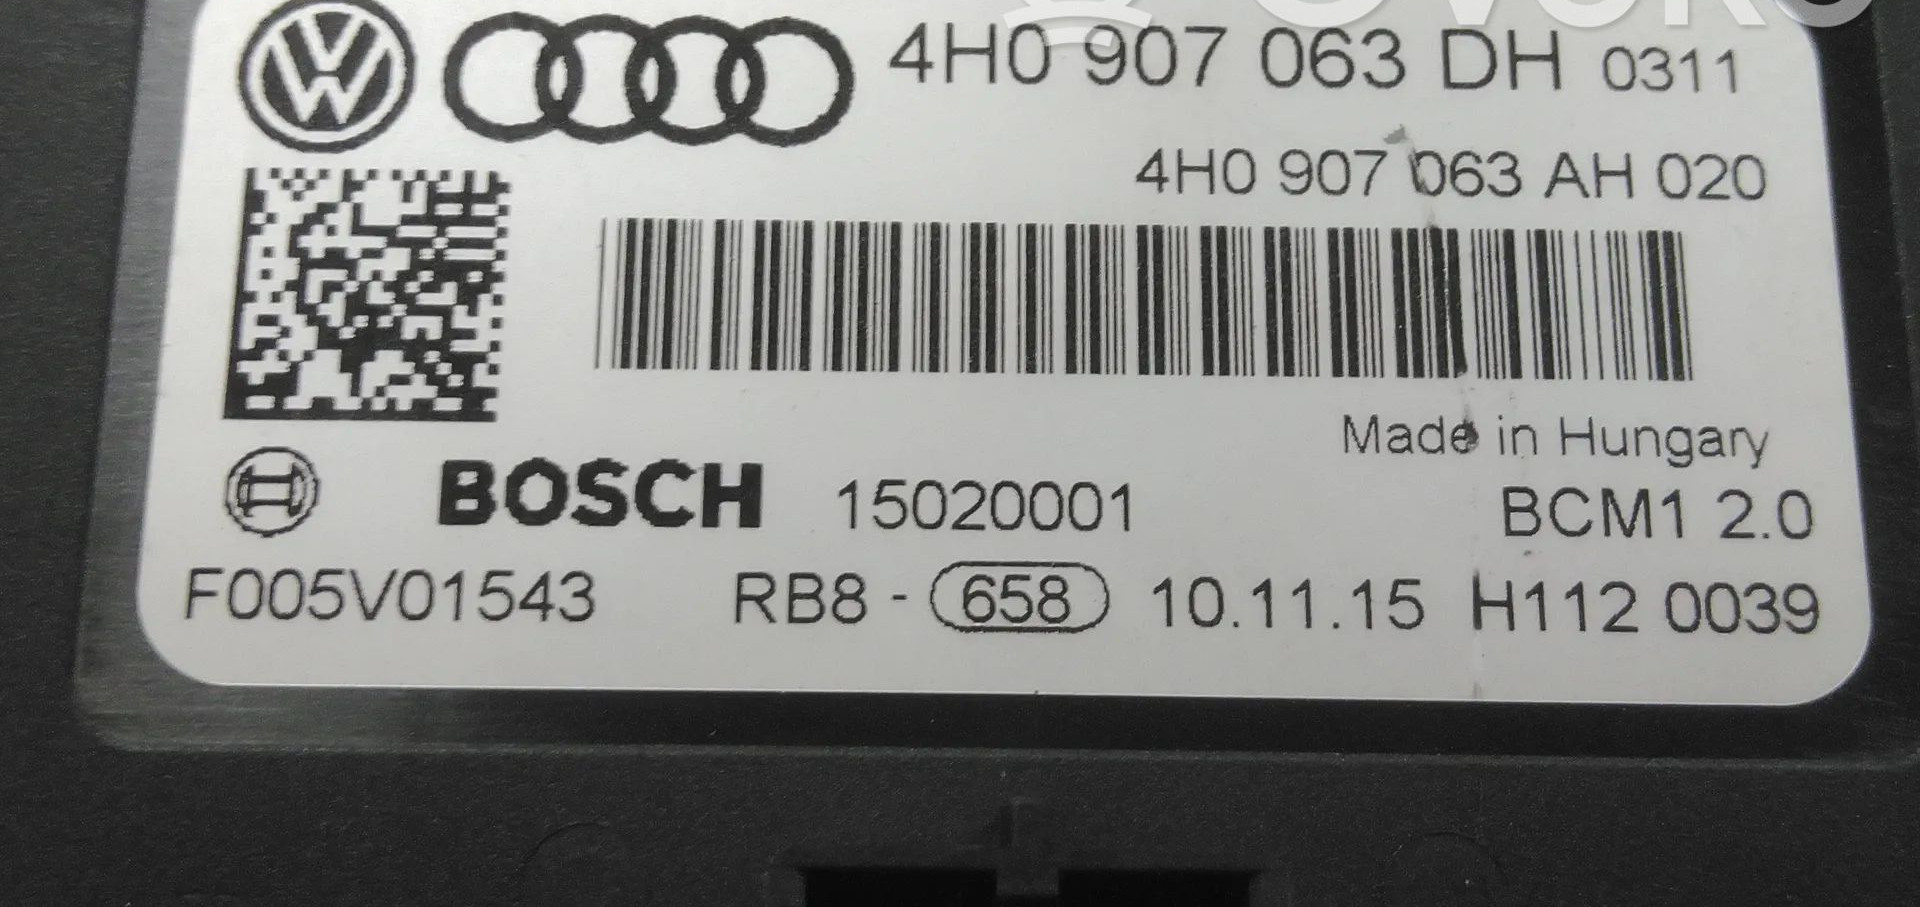 4H0 907 063 DH 0311
4H0 907 063 AH 020
Made in Hungary
BOSCH 15020001 BCM1 2.0
F005V01543 RB8 - 658 10.11.15 H112 0039